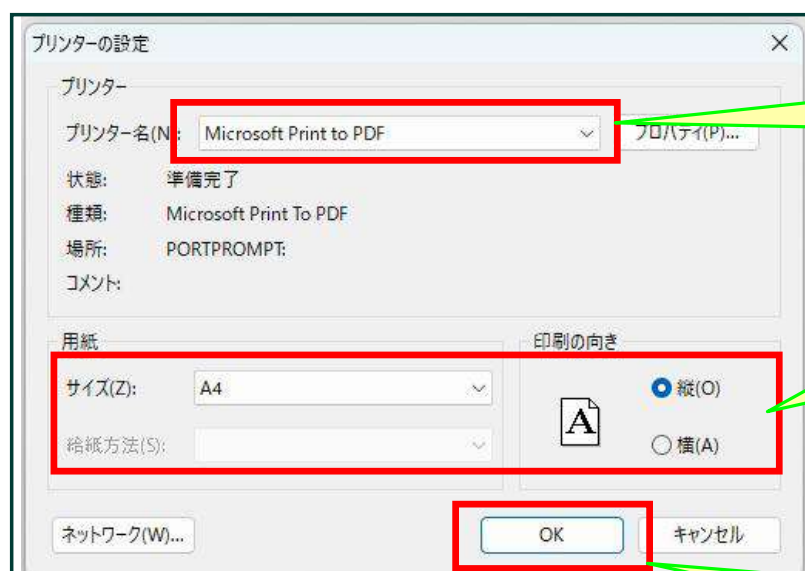 プリンターの設定
プリンター
プリンター名(N): Microsoft Print to PDF プロパティ(P)...
状態: 準備完了
種類: Microsoft Print To PDF
場所: PORTPROMPT:
コメント:
用紙 印刷の向き
サイズ(Z): A4 縦(O)
A
給紙方法(S): 横(A)
ネットワーク(W)... OK キャンセル